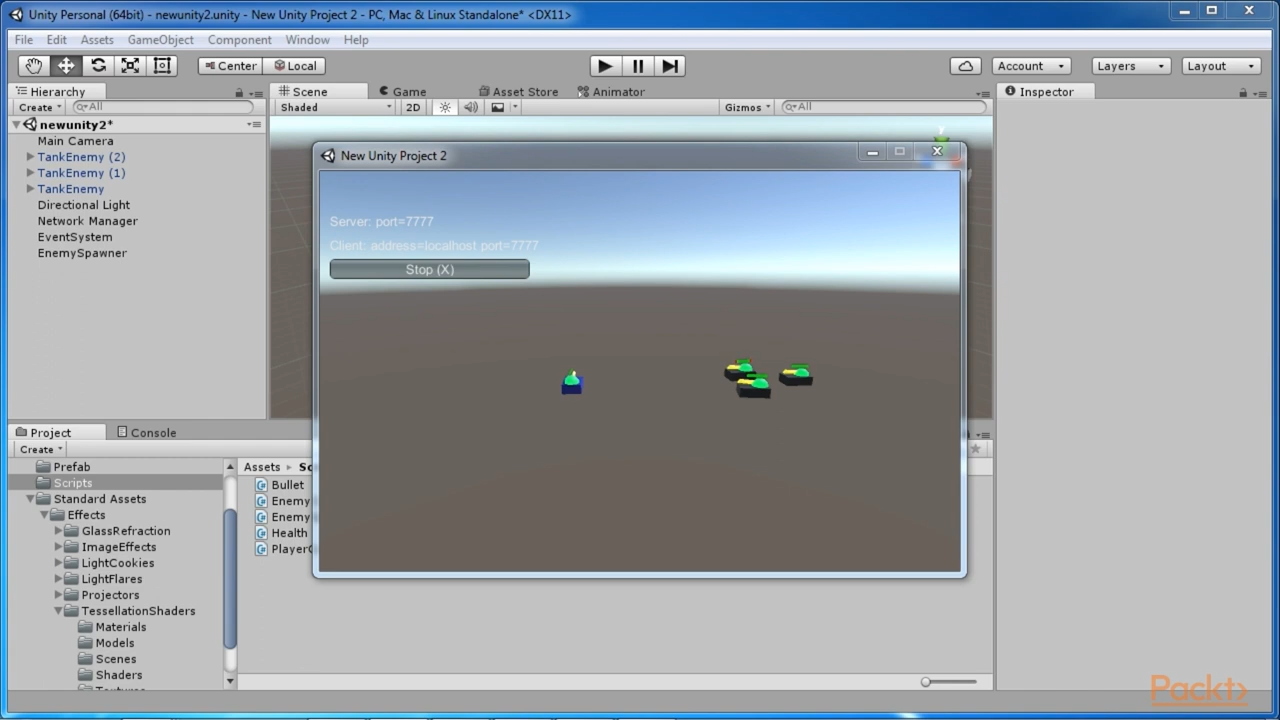 Unity Personal (64bit) - newunity2.unity - New Unity Project 2 - PC, Mac & Linux Standalone* <DX11>
File Edit Assets GameObject Component Window Help
Center Local Account Layers Layout
Hierarchy
Create All
newunity2*
Main Camera
TankEnemy (2)
TankEnemy (1)
TankEnemy
Directional Light
Network Manager
EventSystem
EnemySpawner
Scene Game Asset Store Animator
Shaded 2D Gizmos All
Inspector
New Unity Project 2
Server: port=7777
Client: address=localhost port=7777
Stop (X)
Project Console
Create
Prefab
Scripts
Standard Assets
Effects
GlassRefraction
ImageEffects
LightCookies
LightFlares
Projectors
TessellationShaders
Materials
Models
Scenes
Shaders
Assets
Bullet
Enemy
Enemy
Health
Packt